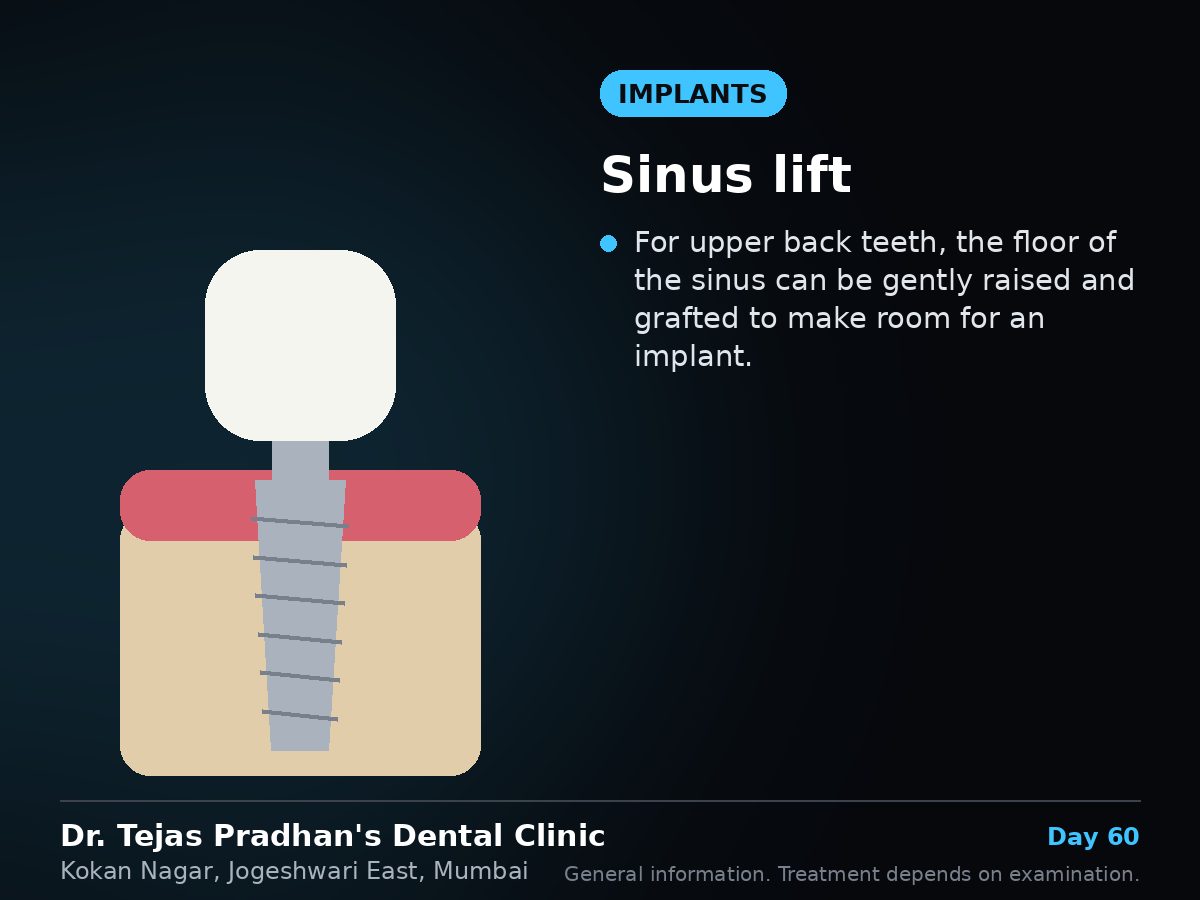 IMPLANTS
Sinus lift
For upper back teeth, the floor of
the sinus can be gently raised and
grafted to make room for an
implant.
Dr. Tejas Pradhan's Dental Clinic
Day 60
Kokan Nagar, Jogeshwari East, Mumbai
General information. Treatment depends on examination.